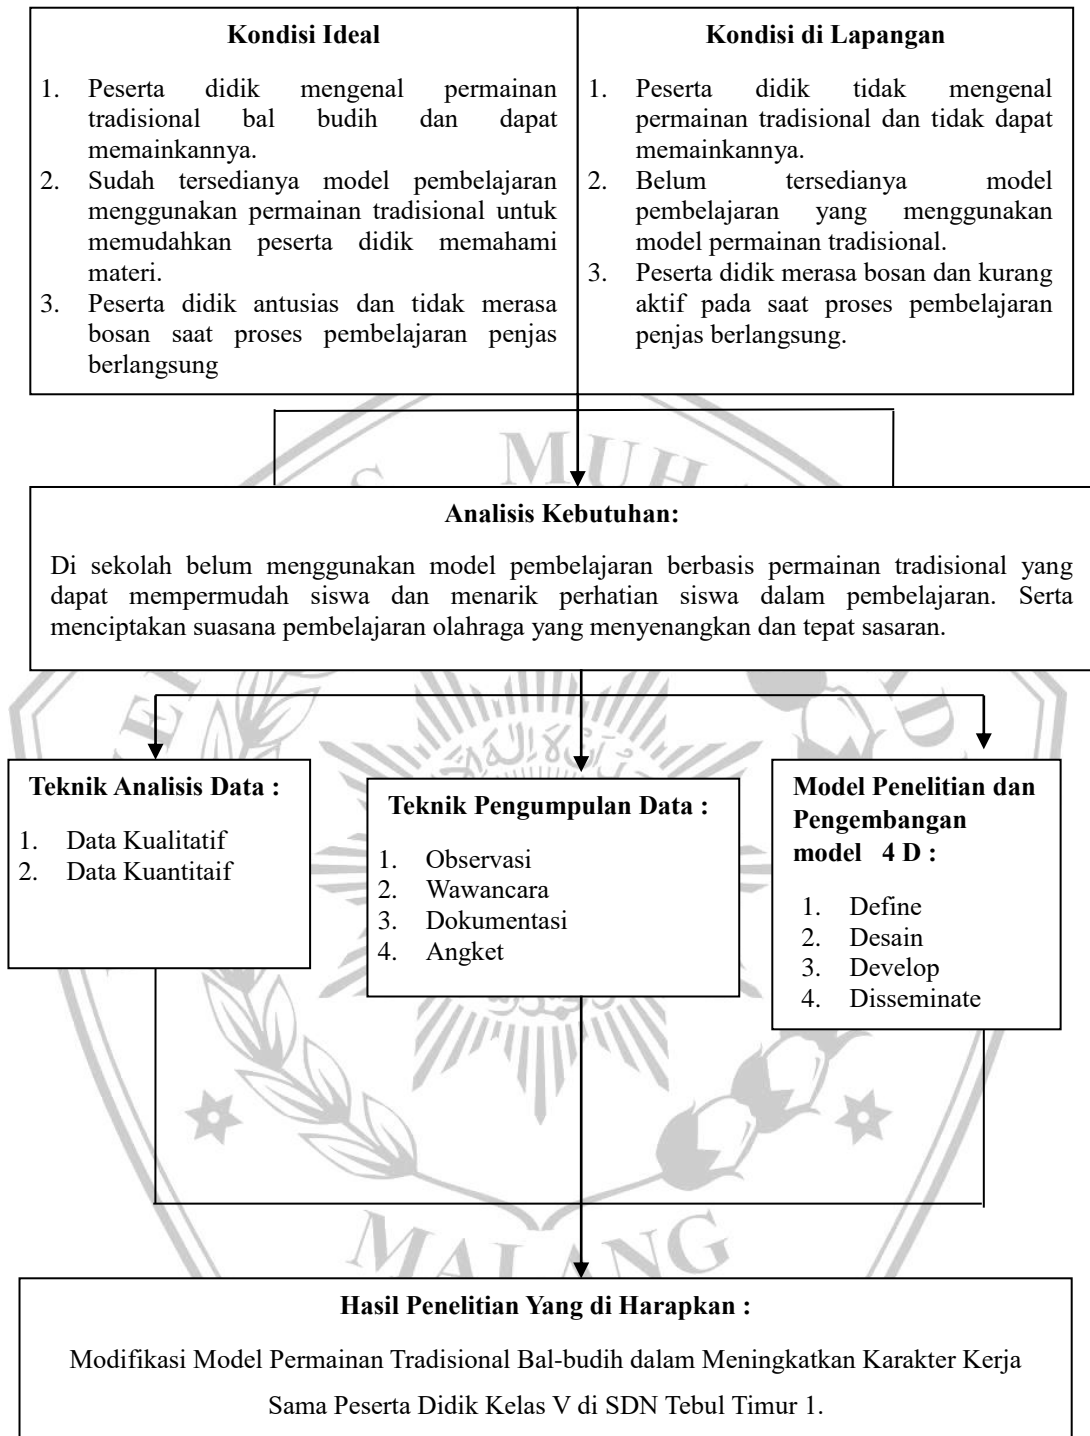 Kondisi Ideal
1. Peserta didik mengenal permainan
tradisional bal budih dan dapat
memainkannya.
2. Sudah tersedianya model pembelajaran
menggunakan permainan tradisional untuk
memudahkan peserta didik memahami
materi.
3. Peserta didik antusias dan tidak merasa
bosan saat proses pembelajaran penjas
berlangsung
Kondisi di Lapangan
1. Peserta didik tidak mengenal
permainan tradisional dan tidak dapat
memainkannya.
2. Belum tersedianya model
pembelajaran yang menggunakan
model permainan tradisional.
3. Peserta didik merasa bosan dan kurang
aktif pada saat proses pembelajaran
penjas berlangsung.
MUH
Analisis Kebutuhan:
Di sekolah belum menggunakan model pembelajaran berbasis permainan tradisional yang
dapat mempermudah siswa dan menarik perhatian siswa dalam pembelajaran. Serta
menciptakan suasana pembelajaran olahraga yang menyenangkan dan tepat sasaran.
Teknik Analisis Data :
1. Data Kualitatif
2. Data Kuantitaif
Teknik Pengumpulan Data :
1. Observasi
2. Wawancara
3. Dokumentasi
4. Angket
Model Penelitian dan
Pengembangan
model 4 D :
1. Define
2. Desain
3. Develop
4. Disseminate
MALANG
Hasil Penelitian Yang di Harapkan :
Modifikasi Model Permainan Tradisional Bal-budih dalam Meningkatkan Karakter Kerja
Sama Peserta Didik Kelas V di SDN Tebul Timur 1.